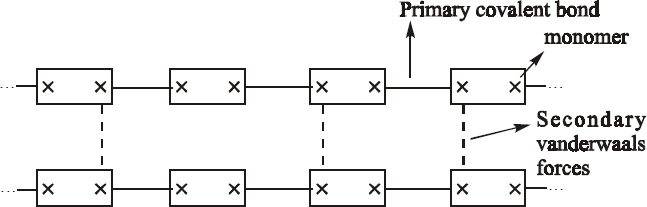 Primary covalent bond
monomer
Secondary
vanderwaals
forces